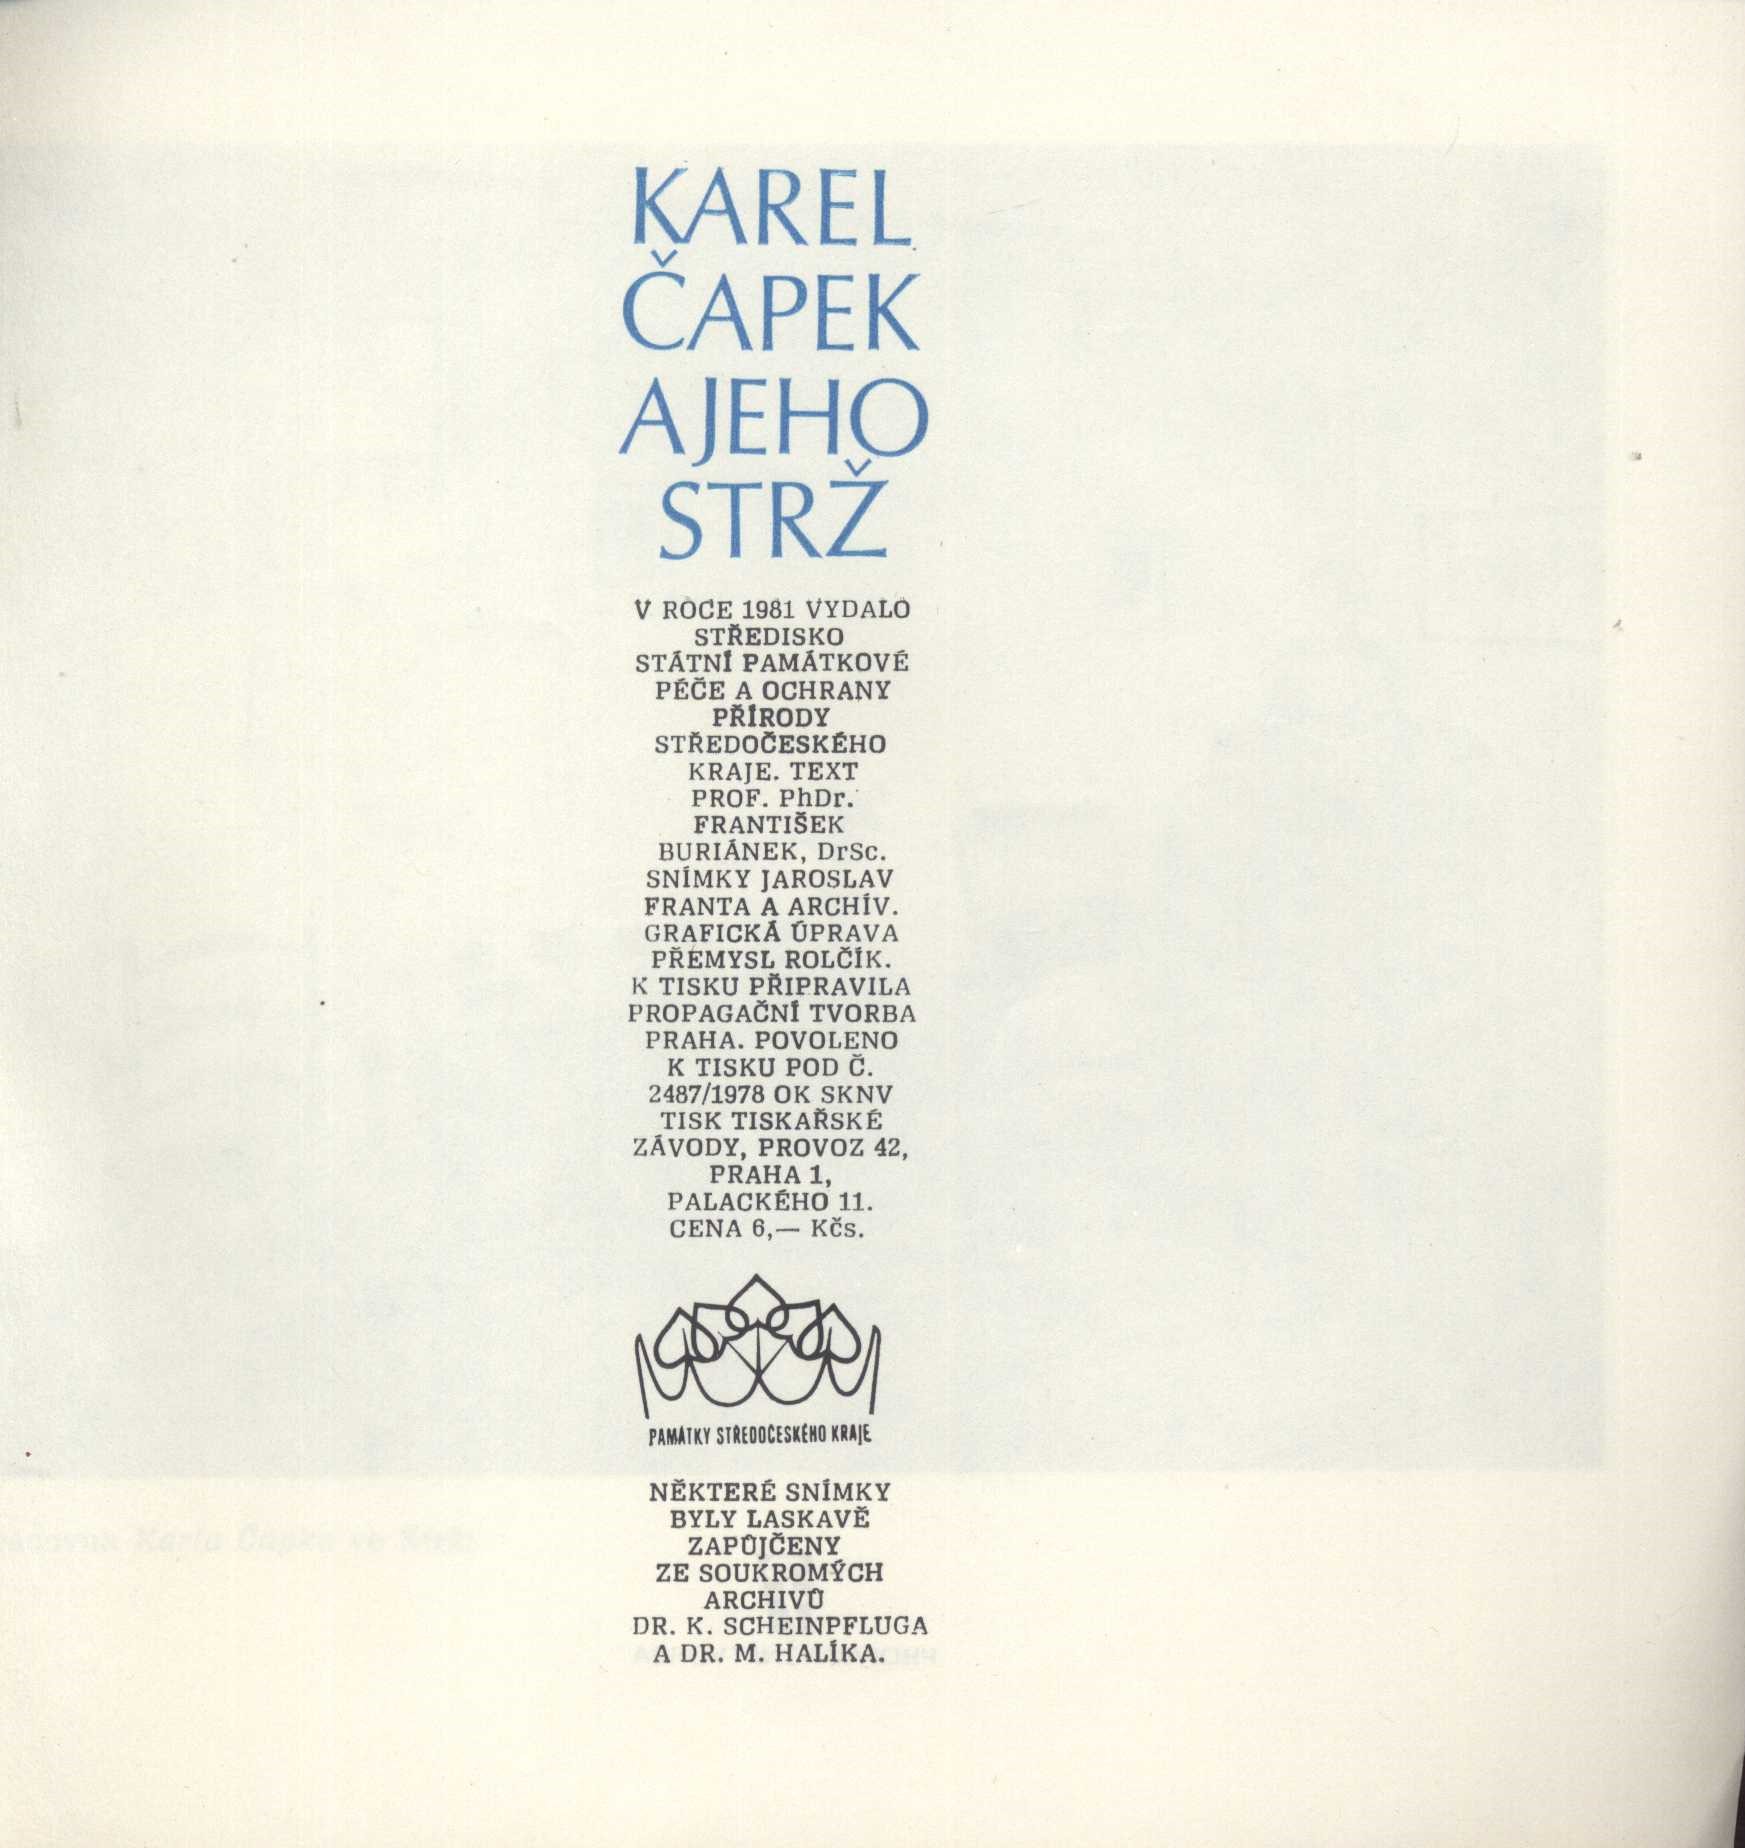 KAREL
ČAPEK
A JEHO
STRŽ
V ROCE 1981 VYDALO
STŘEDISKO
STÁTNÍ PAMÁTKOVÉ
PÉČE A OCHRANY
PŘÍRODY
STŘEDOČESKÉHO
KRAJE. TEXT
PROF. PhDr.
FRANTIŠEK
BURIÁNEK, DrSc.
SNÍMKY JAROSLAV
FRANTA A ARCHÍV.
GRAFICKÁ ÚPRAVA
PŘEMYSL ROLČÍK.
K TISKU PŘIPRAVILA
PROPAGAČNÍ TVORBA
PRAHA. POVOLENO
K TISKU POD Č.
2487/1978 OK SKNV
TISK TISKAŘSKÉ
ZÁVODY, PROVOZ 42,
PRAHA 1,
PALACKÉHO 11.
CENA 6,— Kčs.
PAMÁTKY STŘEDOČESKÉHO KRAJE
NĚKTERÉ SNÍMKY
BYLY LASKAVĚ
ZAPŮJČENY
ZE SOUKROMÝCH
ARCHIVŮ
DR. K. SCHEINPFLUGA
A DR. M. HALÍKA.